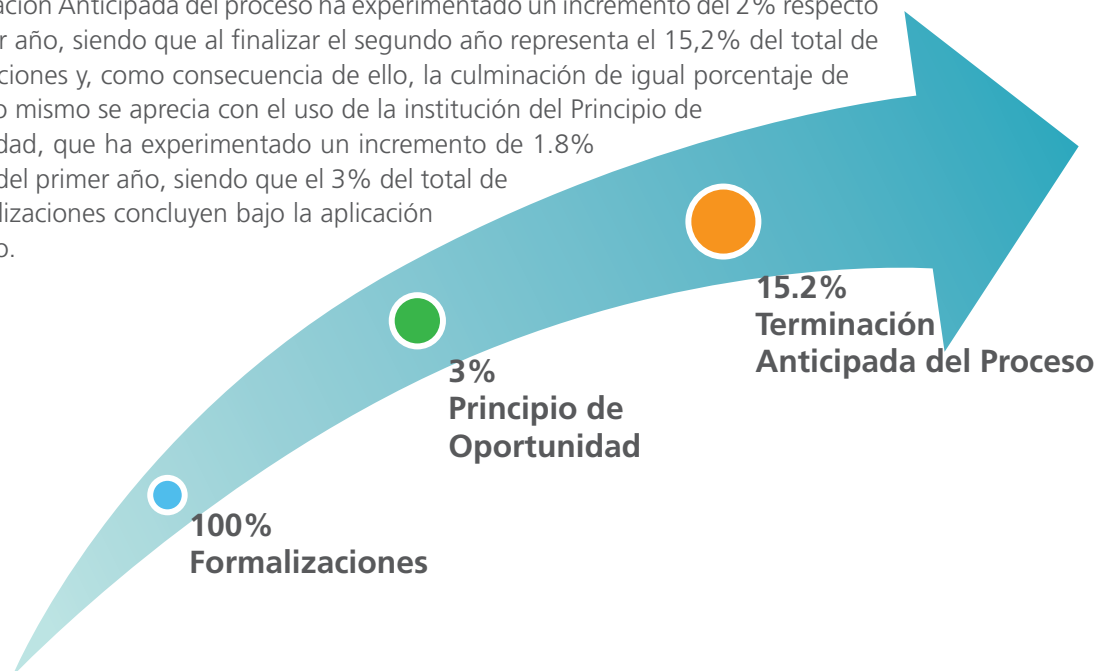 ación Anticipada del proceso ha experimentado un incremento del 2% respecto
r año, siendo que al finalizar el segundo año representa el 15,2% del total de
ciones y, como consecuencia de ello, la culminación de igual porcentaje de
o mismo se aprecia con el uso de la institución del Principio de
dad, que ha experimentado un incremento de 1.8%
del primer año, siendo que el 3% del total de
lizaciones concluyen bajo la aplicación
o.
15.2%
Terminación
Anticipada del Proceso
3%
Principio de
Oportunidad
100%
Formalizaciones